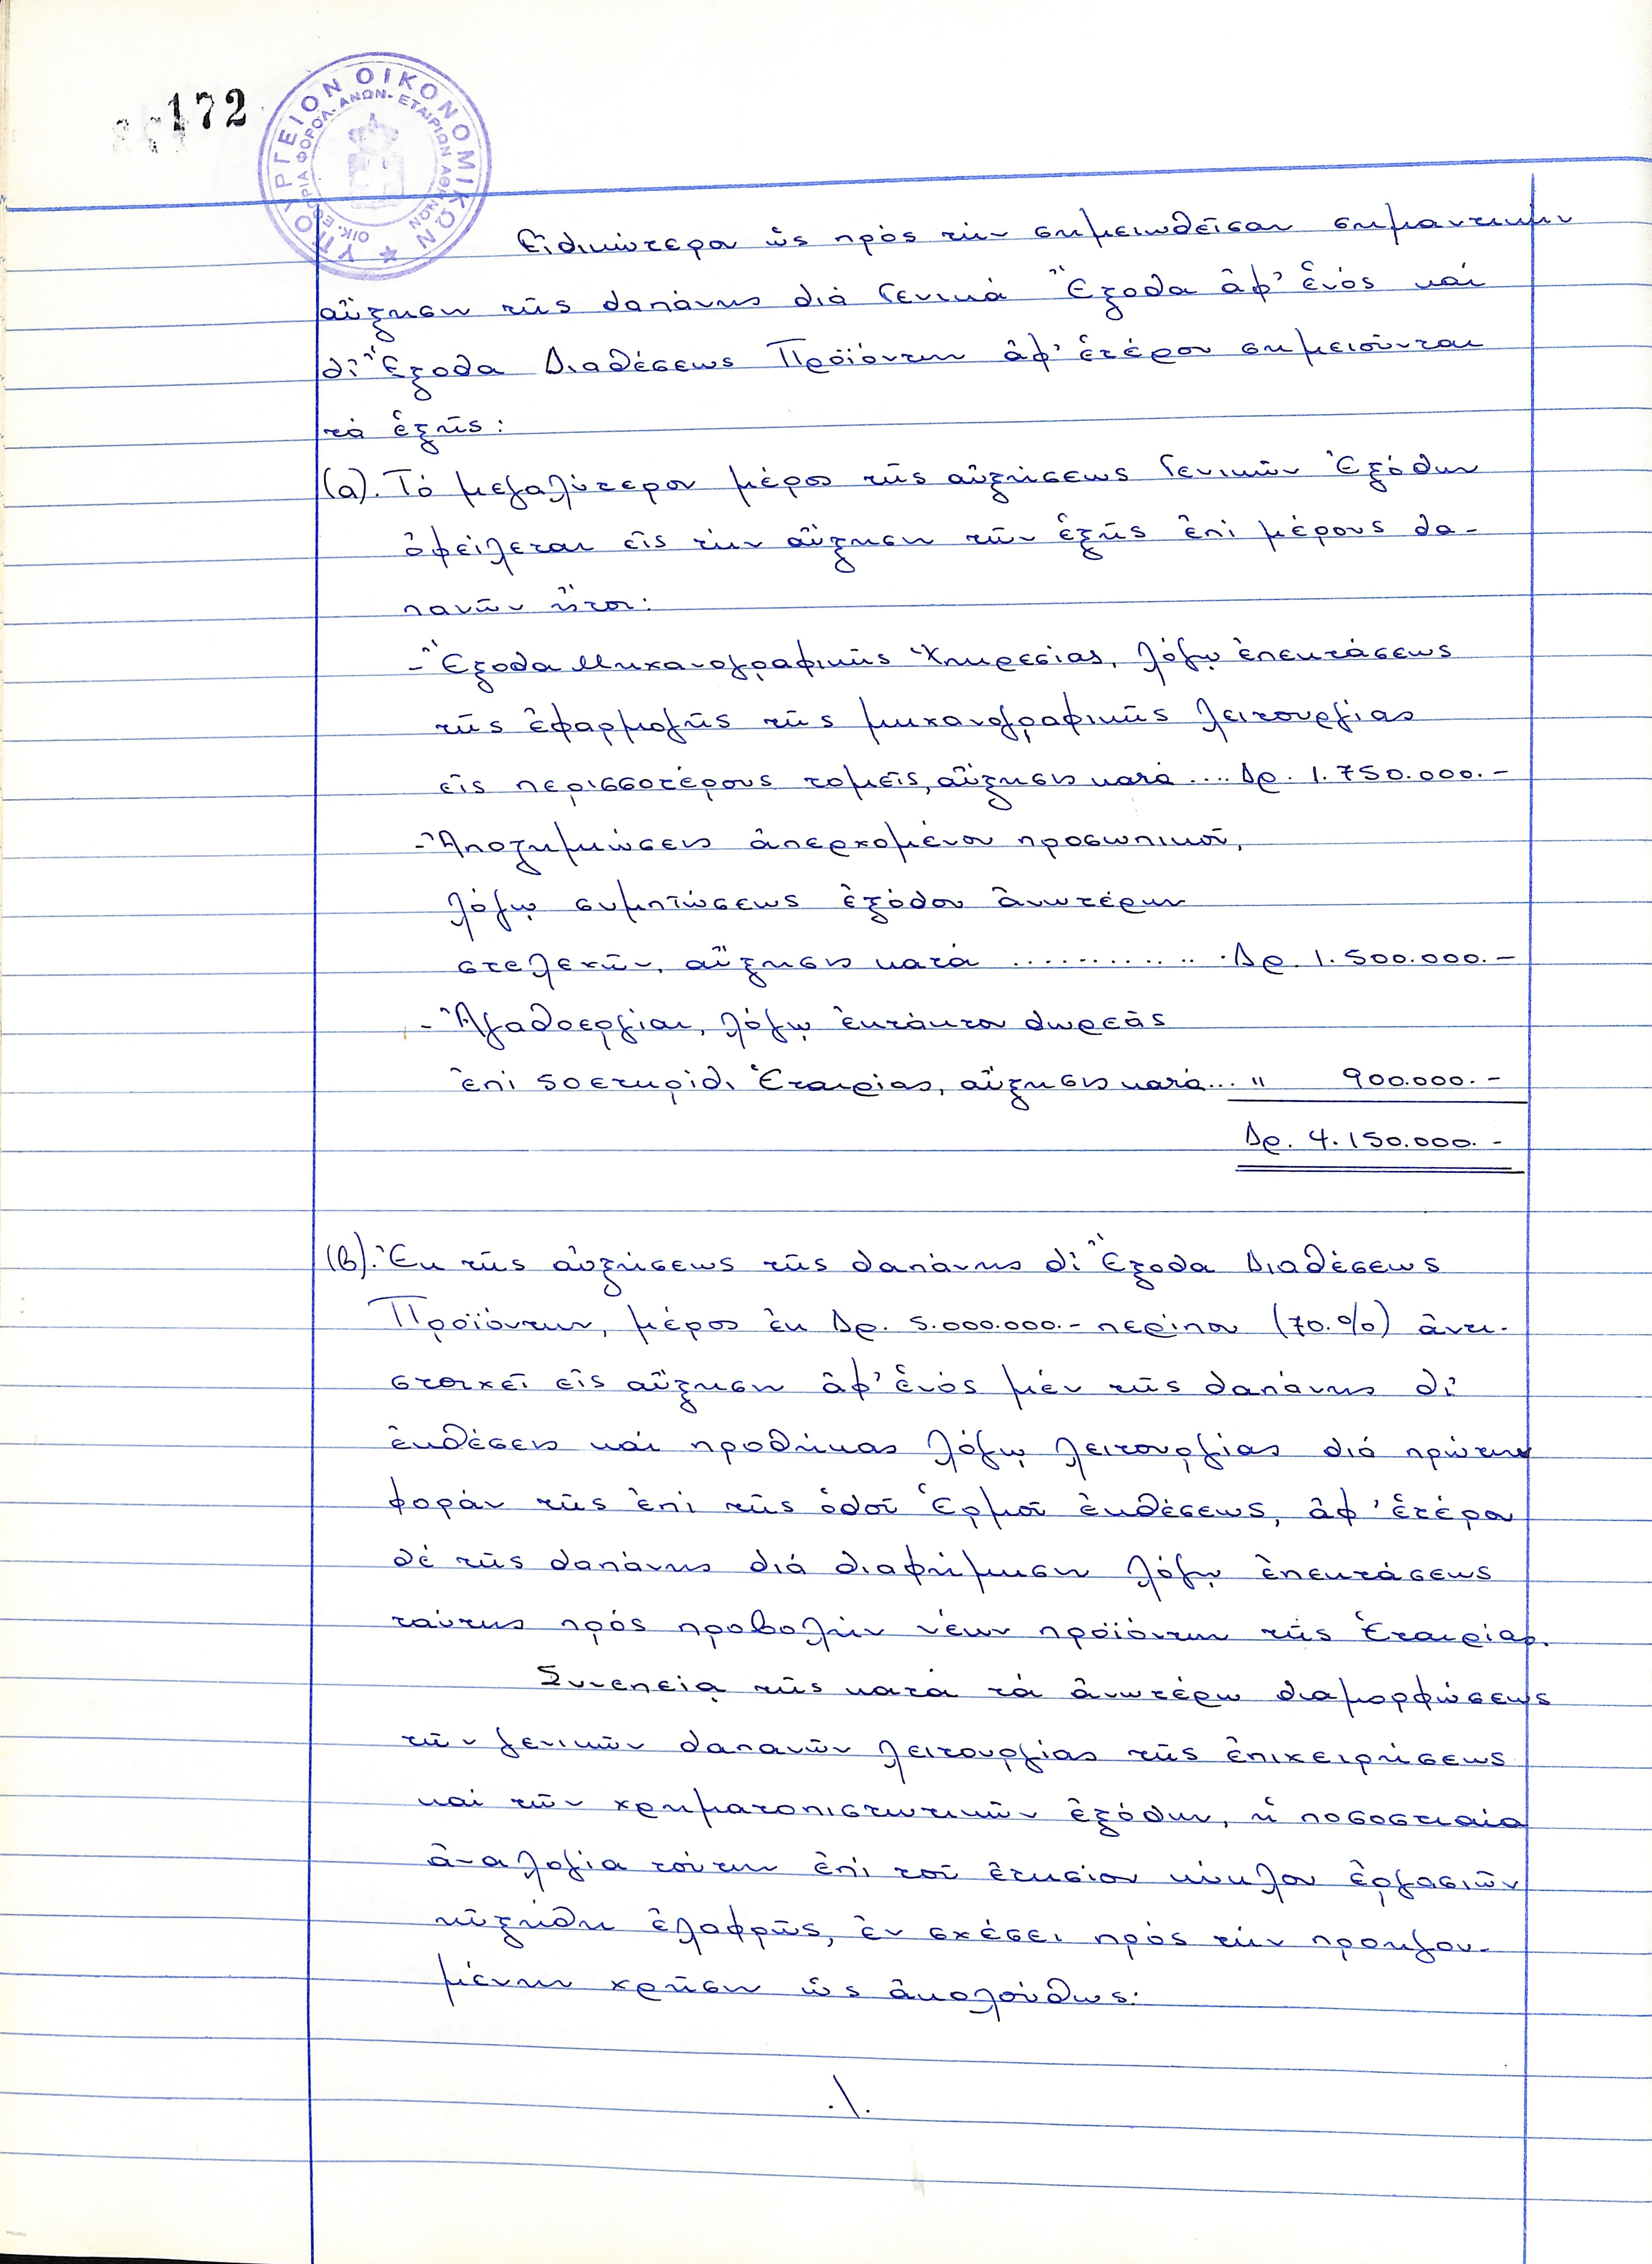 172
ΥΠΟΥΡΓΕΙΟΝ ΟΙΚΟΝΟΜΙΚΩΝ
ΟΙΚ. ΕΦΟΡΙΑ ΦΟΡΟΛ. ΑΝΩΝ. ΕΤΑΙΡΙΩΝ ΑΘΗΝΩΝ
Εἰδικώτερον ὡς πρός τήν σημειωθεῖσαν σημαντικήν
αὔξησιν τῆς δαπάνης διά Γενικά Ἔξοδα ἀφ' ἑνός καί
δι' Ἔξοδα Διαθέσεως Προϊόντων ἀφ' ἑτέρου σημειοῦνται
τά ἑξῆς:
(α). Τό μεγαλύτερον μέρος τῆς αὐξήσεως Γενικῶν Ἐξόδων
ὀφείλεται εἰς τήν αὔξησιν τῶν ἑξῆς ἐπί μέρους δα-
πανῶν ἤτοι:
- Ἔξοδα Μηχανογραφικῆς Ὑπηρεσίας, λόγῳ ἐπεκτάσεως
τῆς ἐφαρμογῆς τῆς μηχανογραφικῆς λειτουργίας
εἰς περισσοτέρους τομεῖς, αὔξησις κατά .... Δρ. 1.750.000.-
- Ἀποζημιώσεις ἀπερχομένου προσωπικοῦ,
λόγῳ συμπτώσεως ἐξόδου ἀνωτέρων
στελεχῶν, αὔξησις κατά ............. Δρ. 1.500.000.-
- Ἀγαθοεργίαι, λόγῳ ἐκτάκτου δωρεᾶς
ἐπί 50ετηρίδι Ἑταιρίας, αὔξησις κατά... " 900.000.-
Δρ. 4.150.000.-
(β). Ἐκ τῆς αὐξήσεως τῆς δαπάνης δι' Ἔξοδα Διαθέσεως
Προϊόντων, μέρος ἐκ Δρ. 5.000.000.- περίπου (70.%) ἀντι-
στοιχεῖ εἰς αὔξησιν ἀφ' ἑνός μέν τῆς δαπάνης δι'
ἐκθέσεις καί προθήκας λόγῳ λειτουργίας διά πρώτην
φοράν τῆς ἐπί τῆς ὁδοῦ Ἑρμοῦ ἐκθέσεως, ἀφ' ἑτέρου
δέ τῆς δαπάνης διά διαφήμισιν λόγῳ ἐπεκτάσεως
ταύτης πρός προβολήν νέων προϊόντων τῆς Ἑταιρίας.
Συνεπείᾳ τῆς κατά τά ἀνωτέρω διαμορφώσεως
τῶν γενικῶν δαπανῶν λειτουργίας τῆς ἐπιχειρήσεως
καί τῶν χρηματοπιστωτικῶν ἐξόδων, ἡ ποσοστιαία
ἀναλογία τούτων ἐπί τοῦ ἐτησίου κύκλου ἐργασιῶν
ηὐξήθη ἐλαφρῶς, ἐν σχέσει πρός τήν προηγου-
μένην χρῆσιν ὡς ἀκολούθως:
.\.